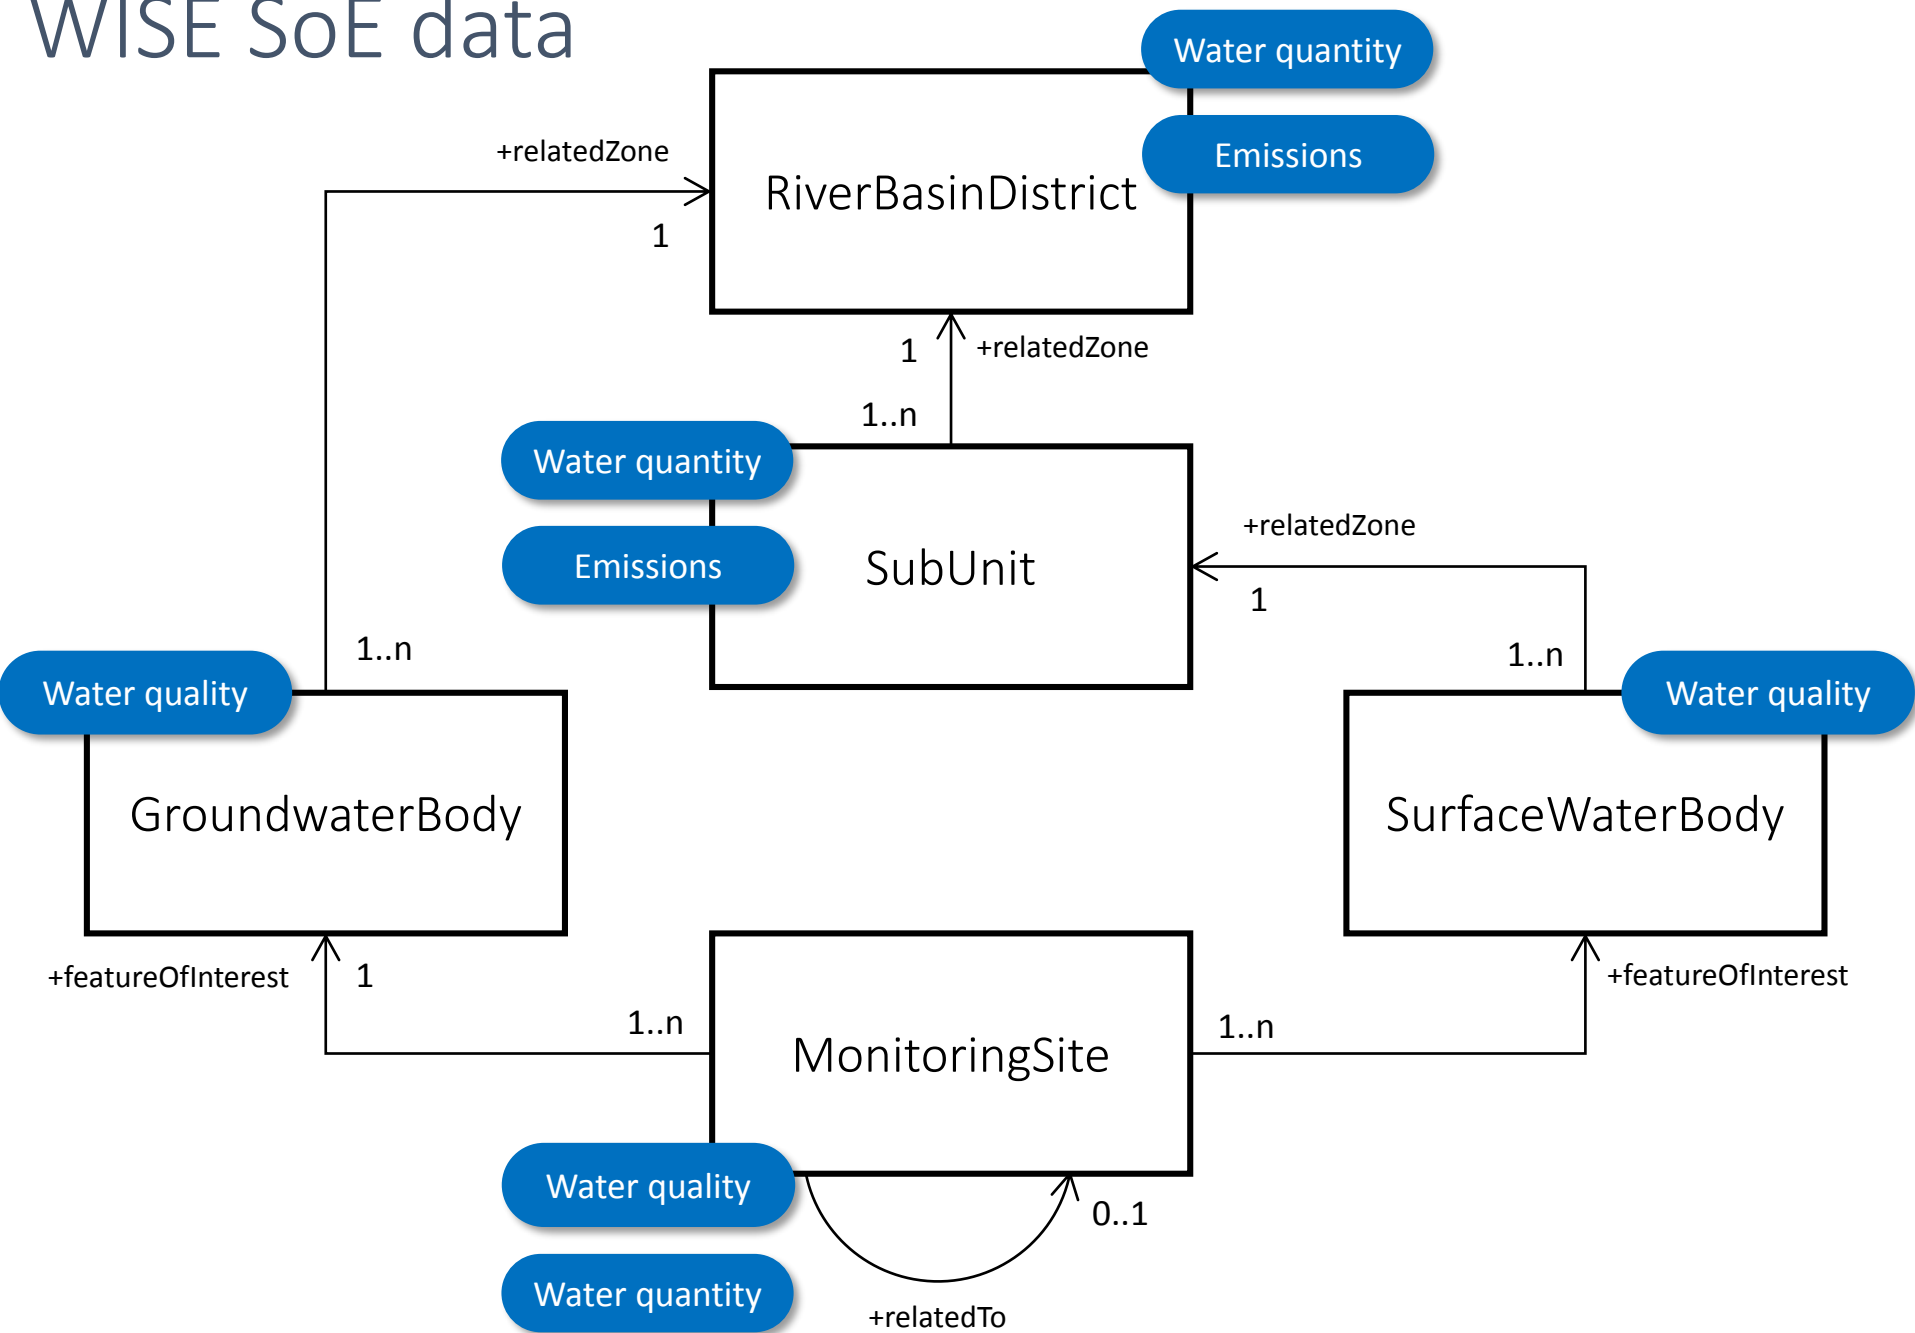 WISE SoE data
Water quantity
Emissions
+relatedZone
1
RiverBasinDistrict
1
+relatedZone
1..n
Water quantity
Emissions
SubUnit
+relatedZone
1
1..n
1..n
Water quality
GroundwaterBody
Water quality
SurfaceWaterBody
+featureOfInterest
1
1..n
MonitoringSite
1..n
+featureOfInterest
Water quality
Water quantity
0..1
+relatedTo